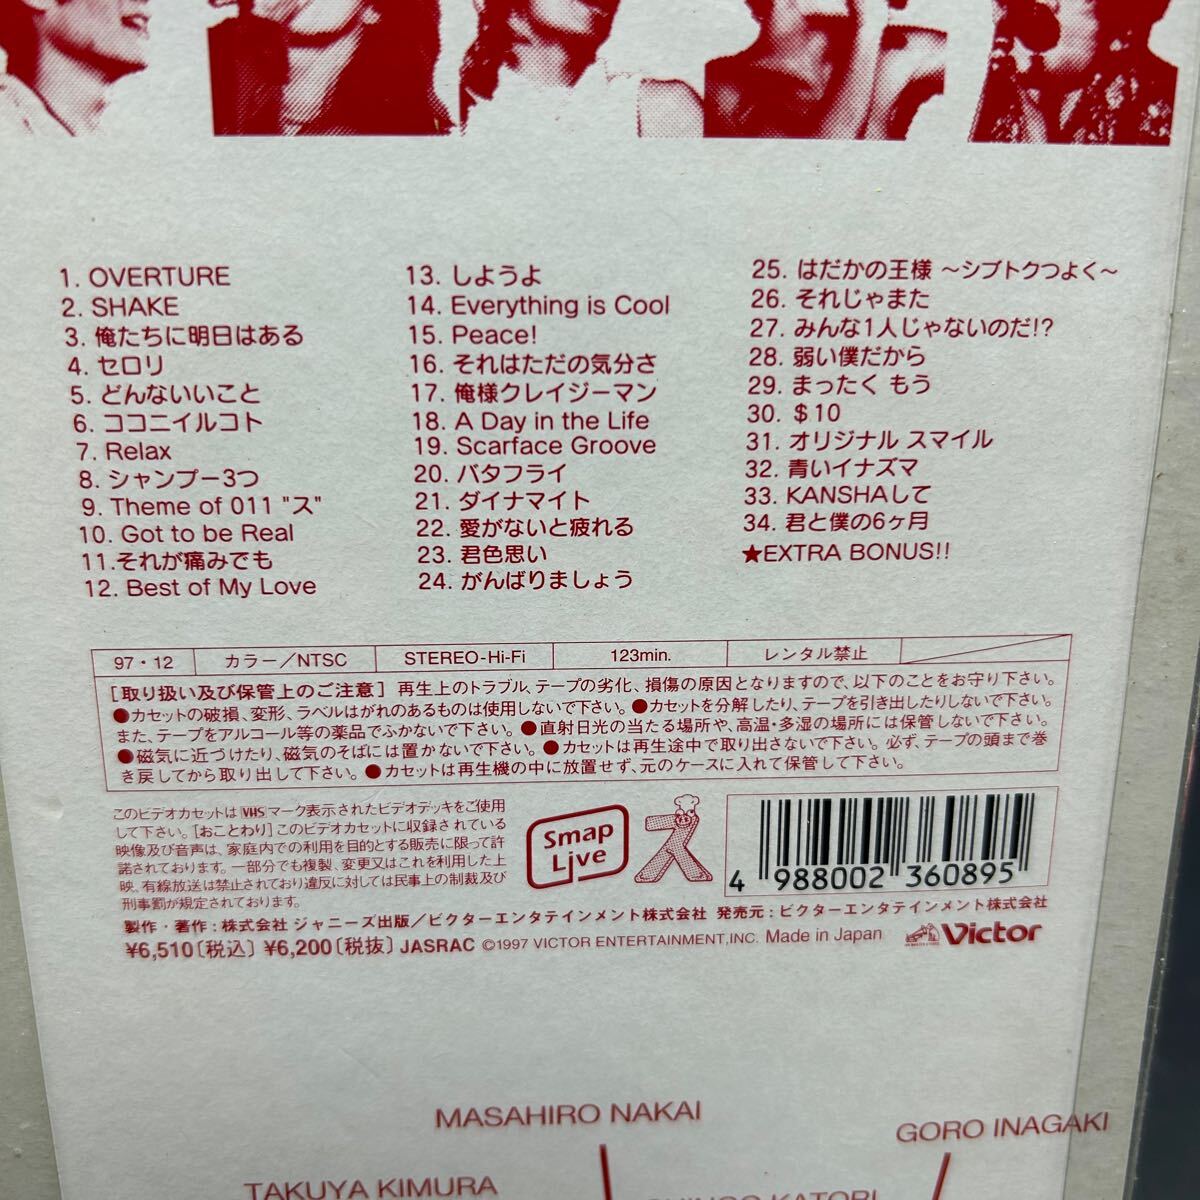 1. OVERTURE
2. SHAKE
3. 俺たちに明日はある
4. セロリ
5. どんないいこと
6. ココニイルコト
7. Relax
8. シャンプー3つ
9. Theme of 011 "ス"
10. Got to be Real
11.それが痛みでも
12. Best of My Love
13. しようよ
14. Everything is Cool
15. Peace!
16. それはただの気分さ
17. 俺様クレイジーマン
18. A Day in the Life
19. Scarface Groove
20. バタフライ
21. ダイナマイト
22. 愛がないと疲れる
23. 君色思い
24. がんばりましょう
25. はだかの王様 〜シブトクつよく〜
26. それじゃまた
27. みんな1人じゃないのだ!?
28. 弱い僕だから
29. まったく もう
30. $10
31. オリジナル スマイル
32. 青いイナズマ
33. KANSHAして
34. 君と僕の6ヶ月
★EXTRA BONUS!!
97・12 カラー/NTSC STEREO-Hi-Fi 123min. レンタル禁止
[取り扱い及び保管上のご注意] 再生上のトラブル、テープの劣化、損傷の原因となりますので、以下のことをお守り下さい。
●カセットの破損、変形、ラベルはがれのあるものは使用しないで下さい。●カセットを分解したり、テープを引き出したりしないで下さい。
また、テープをアルコール等の薬品でふかないで下さい。●直射日光の当たる場所や、高温・多湿の場所には保管しないで下さい。
●磁気に近づけたり、磁気のそばには置かないで下さい。●カセットは再生途中で取り出さないで下さい。必ず、テープの頭まで巻
き戻してから取り出して下さい。●カセットは再生機の中に放置せず、元のケースに入れて保管して下さい。
このビデオカセットはVHSマーク表示されたビデオデッキをご使用
して下さい。[おことわり]このビデオカセットに収録されている
映像及び音声は、家庭内での利用を目的とする販売に限って許
諾されております。一部分でも複製、変更又はこれを利用した上
映、有線放送は禁止されており違反に対しては民事上の制裁及び
刑事罰が規定されております。
Smap
Live
ス
4 988002 360895
製作・著作:株式会社 ジャニーズ出版/ビクターエンタテインメント株式会社 発売元:ビクターエンタテインメント株式会社
¥6,510[税込] ¥6,200[税抜] JASRAC ©1997 VICTOR ENTERTAINMENT,INC. Made in Japan Victor
MASAHIRO NAKAI
GORO INAGAKI
TAKUYA KIMURA
KATORI